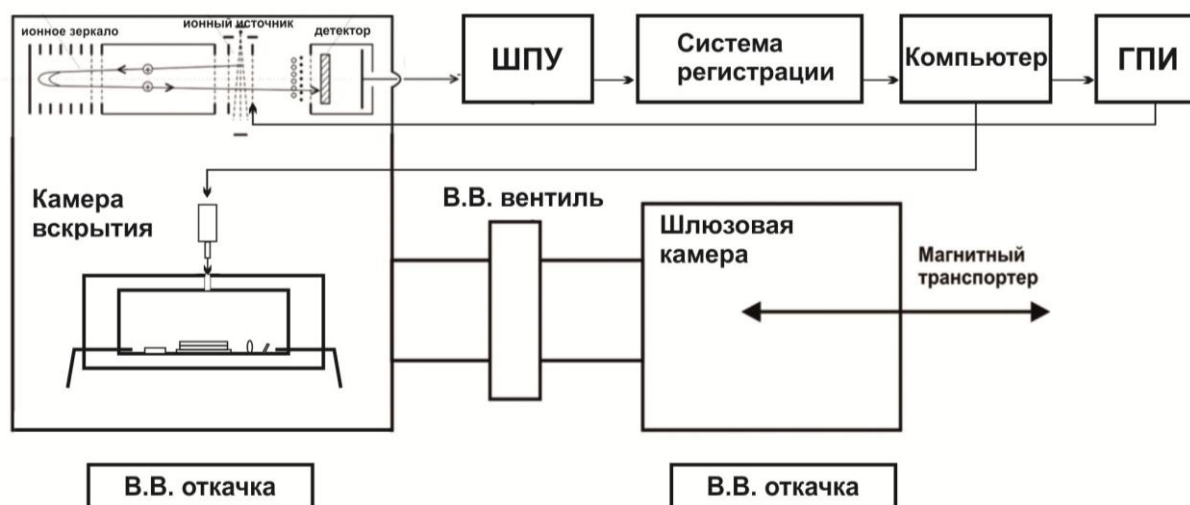 ионное зеркало
ионный источник
детектор
ШПУ
Система
регистрации
Компьютер
ГПИ
Камера
вскрытия
В.В. вентиль
Шлюзовая
камера
Магнитный
транспортер
В.В. откачка
В.В. откачка